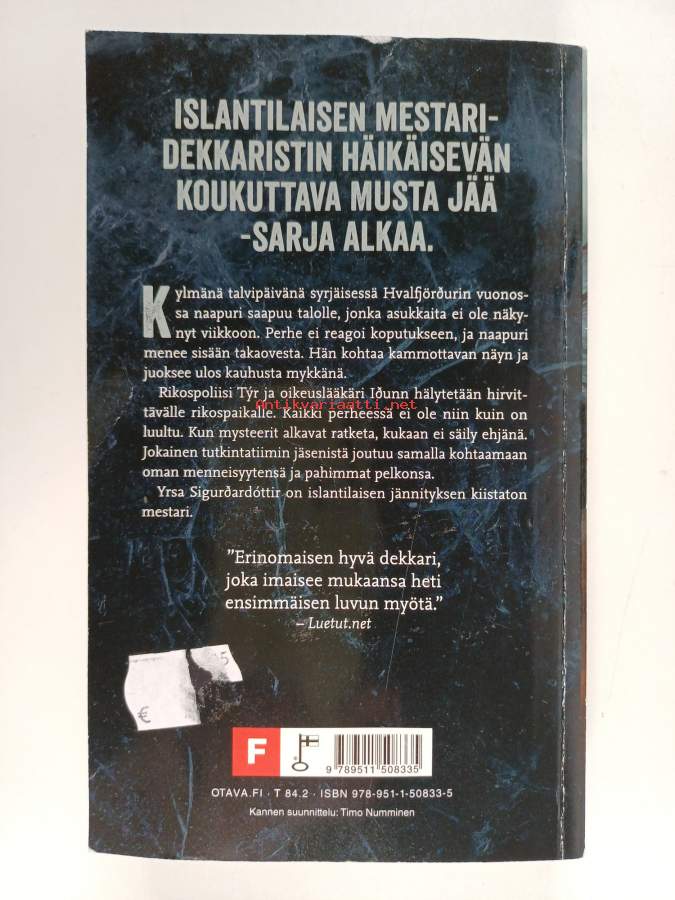 ISLANTILAISEN MESTARI-
DEKKARISTIN HÄIKÄISEVÄN
KOUKUTTAVA MUSTA JÄÄ
-SARJA ALKAA.
Kylmänä talvipäivänä syrjäisessä Hvalfjörðurin vuonos-
sa naapuri saapuu talolle, jonka asukkaita ei ole näky-
nyt viikkoon. Perhe ei reagoi koputukseen, ja naapuri
menee sisään takaovesta. Hän kohtaa kammottavan näyn ja
juoksee ulos kauhusta mykkänä.
Rikospoliisi Týr ja oikeuslääkäri Iðunn hälytetään hirvit-
tävälle rikospaikalle. Kaikki perheessä ei ole niin kuin on
Antikvariaatti.net
luultu. Kun mysteerit alkavat ratketa, kukaan ei säily ehjänä.
Jokainen tutkintatiimin jäsenistä joutuu samalla kohtaamaan
oman menneisyytensä ja pahimmat pelkonsa.
Yrsa Sigurðardóttir on islantilaisen jännityksen kiistaton
mestari.
"Erinomaisen hyvä dekkari,
joka imaisee mukaansa heti
ensimmäisen luvun myötä."
– Luetut.net
5
€
F
9 789511 508335
OTAVA.FI · T 84.2 · ISBN 978-951-1-50833-5
Kannen suunnittelu: Timo Numminen